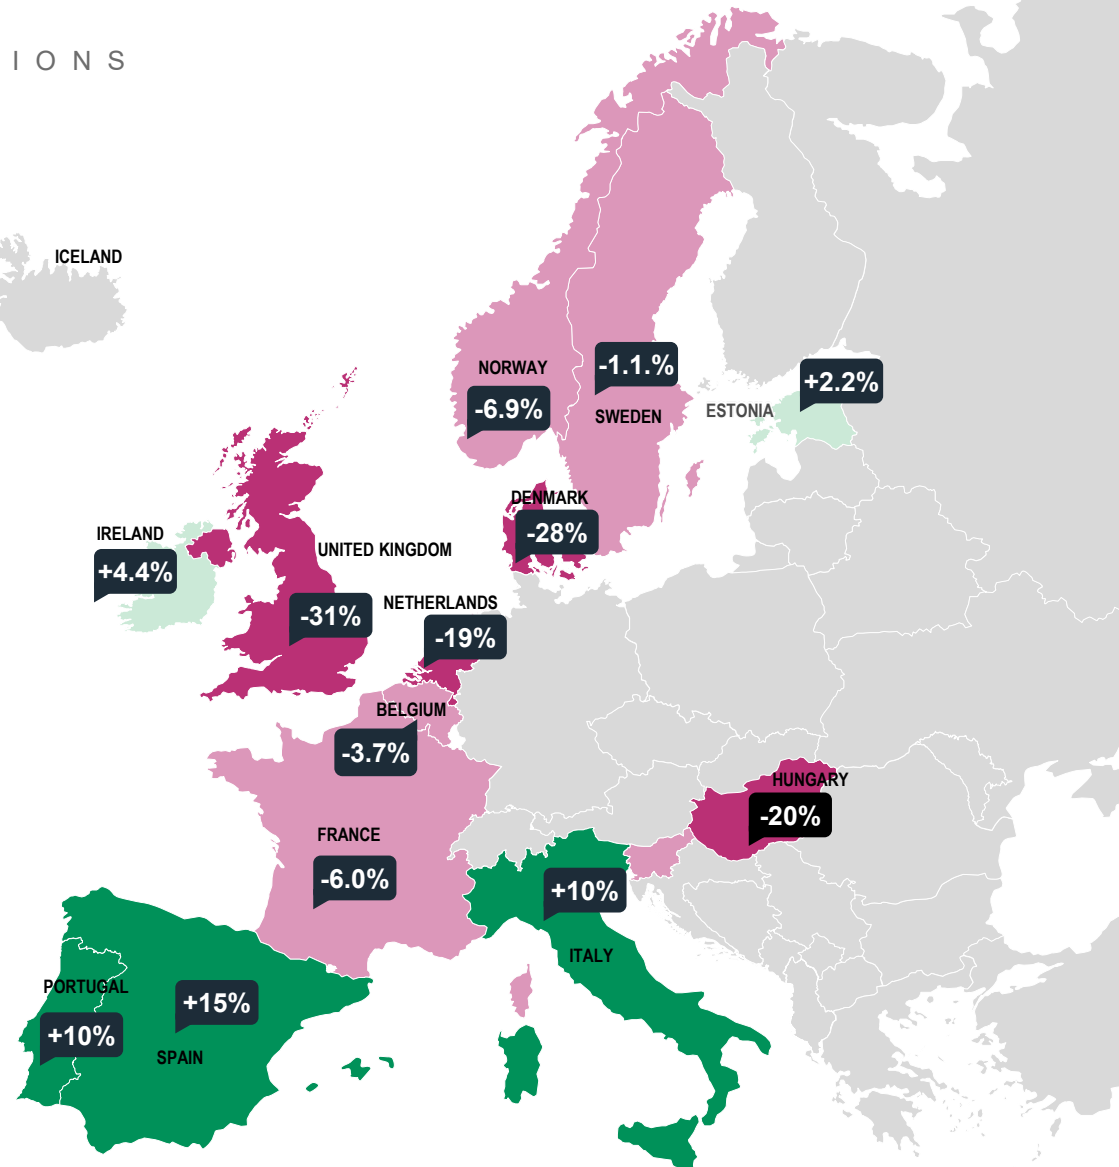 I O N S
ICELAND
NORWAY
-6.9%
-1.1.%
SWEDEN
+2.2%
ESTONIA
DENMARK
-28%
IRELAND
+4.4%
UNITED KINGDOM
-31%
NETHERLANDS
-19%
BELGIUM
-3.7%
HUNGARY
-20%
FRANCE
-6.0%
+10%
ITALY
PORTUGAL
+10%
+15%
SPAIN